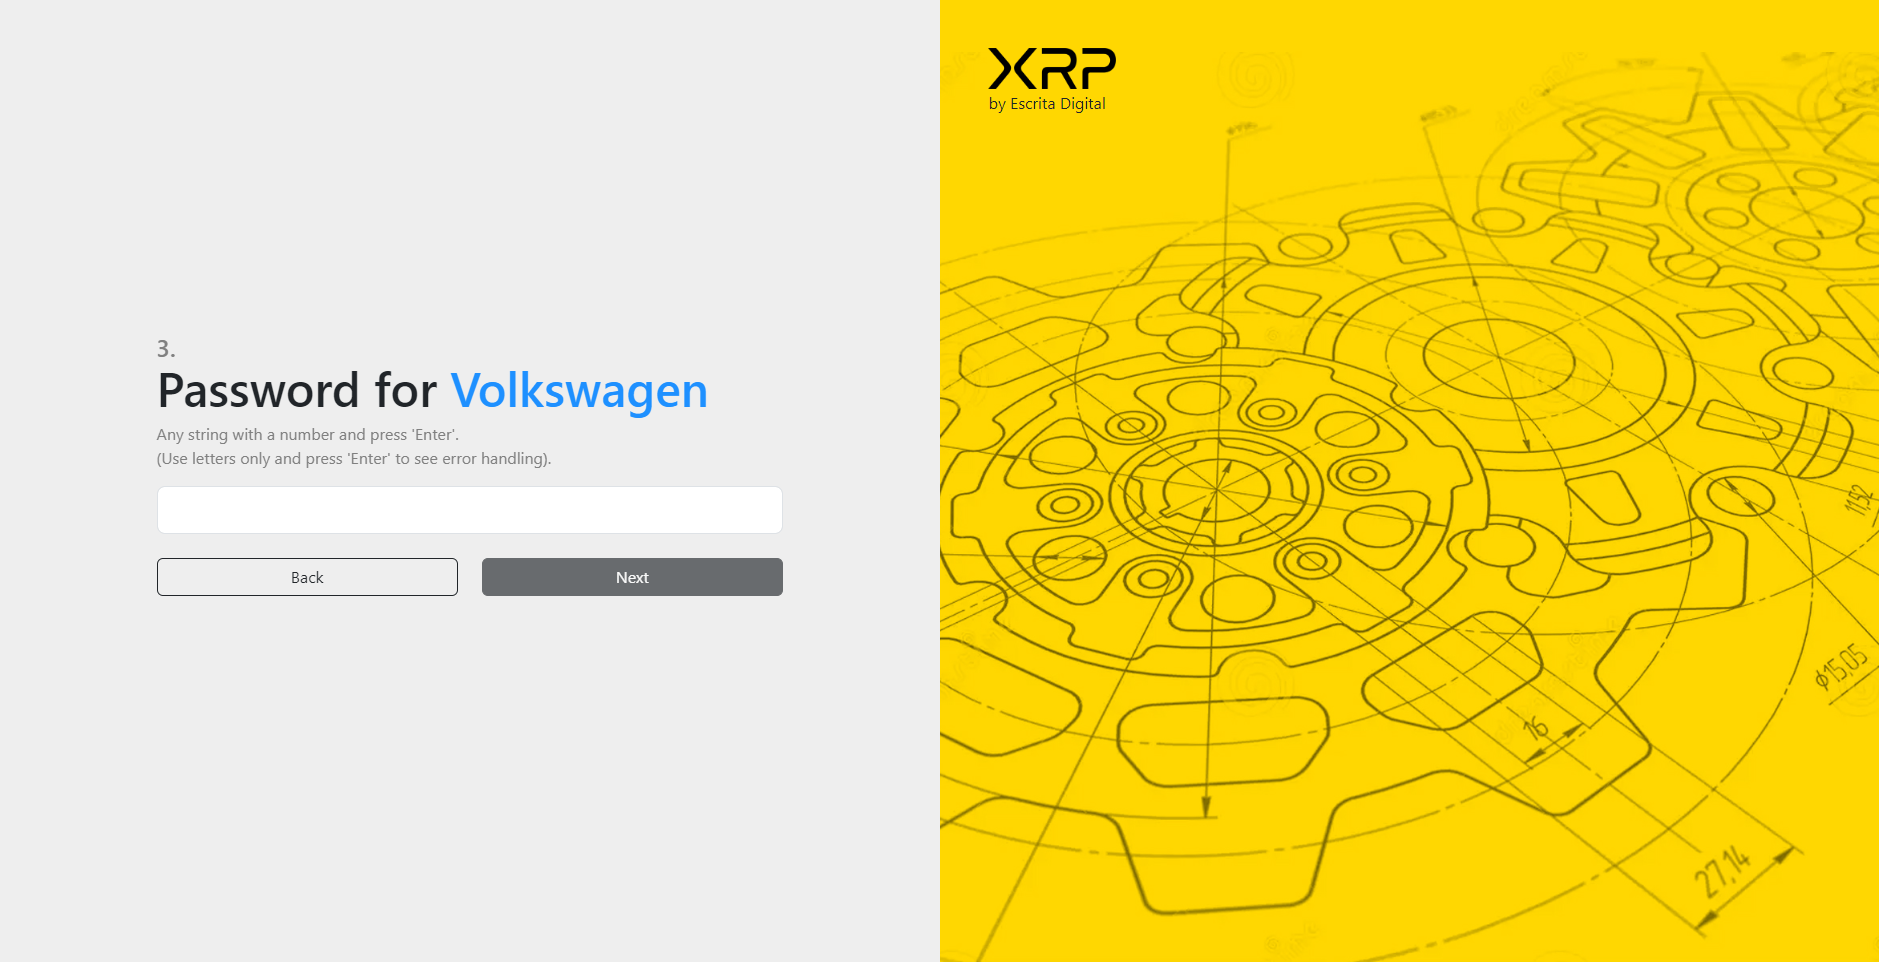 3.
Password for Volkswagen
Any string with a number and press 'Enter'.
(Use letters only and press 'Enter' to see error handling).
Back
Next
XRP
by Escrita Digital
11,52
ϕ15,05
16
27,14